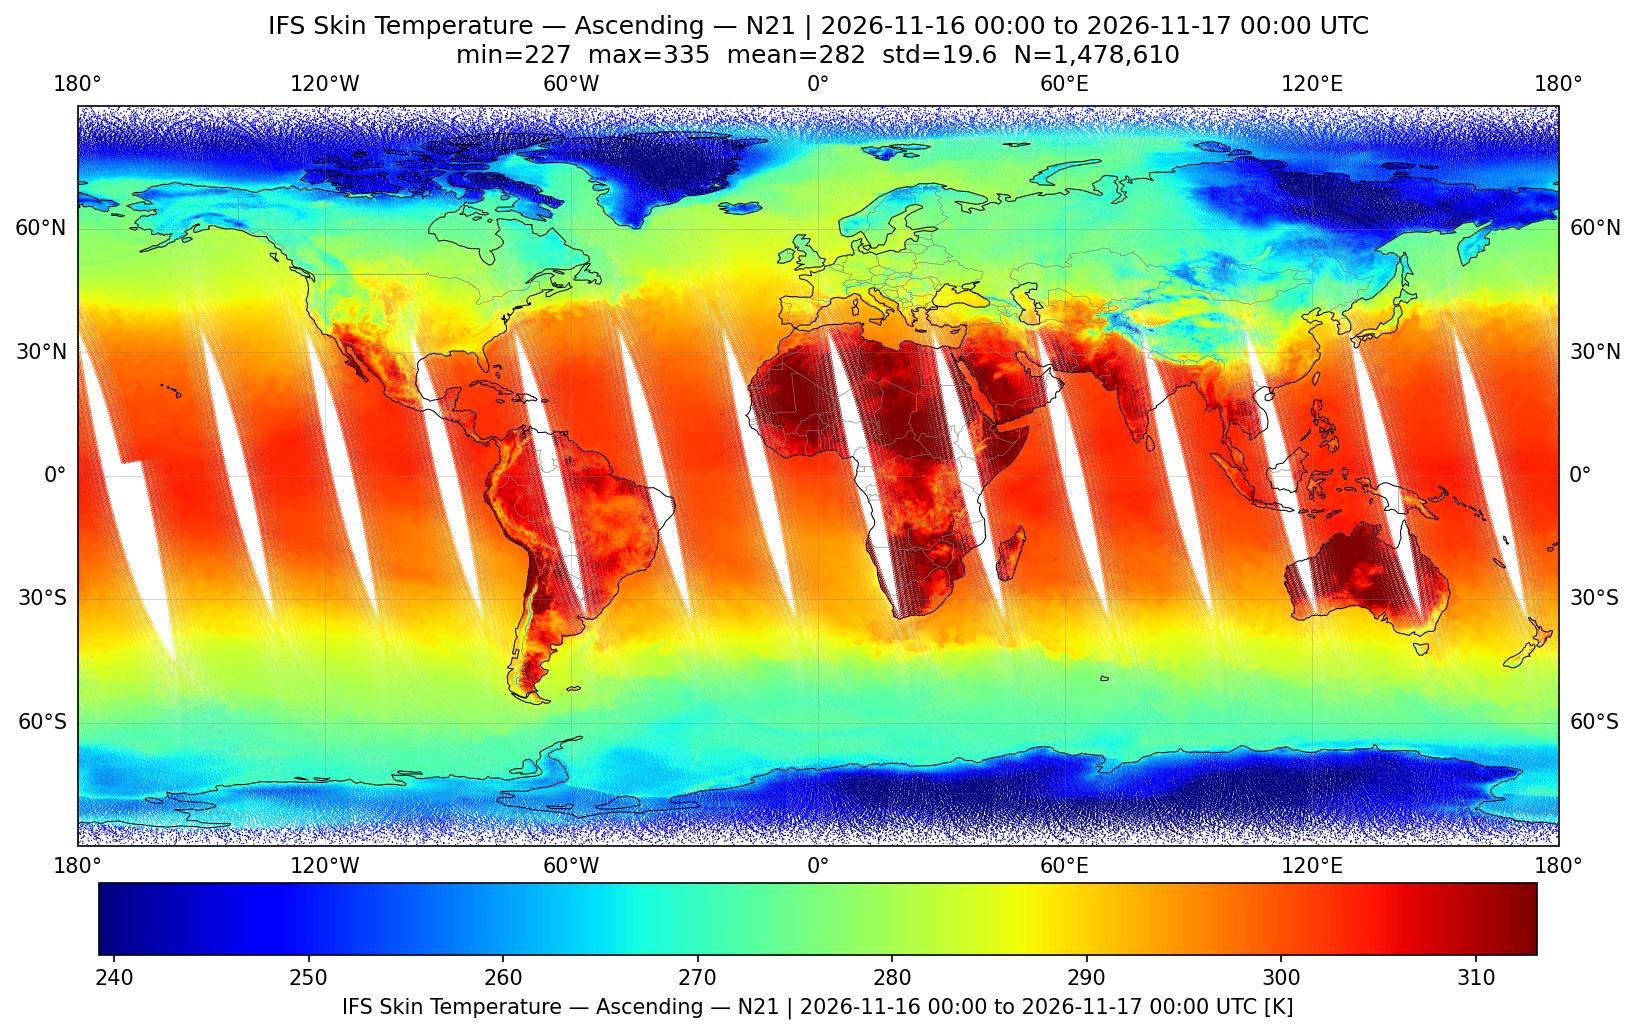 IFS Skin Temperature — Ascending — N21 | 2026-11-16 00:00 to 2026-11-17 00:00 UTC
min=227  max=335  mean=282  std=19.6  N=1,478,610
180° 120°W 60°W 0° 60°E 120°E 180°
60°N 60°N
30°N 30°N
0° 0°
30°S 30°S
60°S 60°S
180° 120°W 60°W 0° 60°E 120°E 180°
240 250 260 270 280 290 300 310
IFS Skin Temperature — Ascending — N21 | 2026-11-16 00:00 to 2026-11-17 00:00 UTC [K]